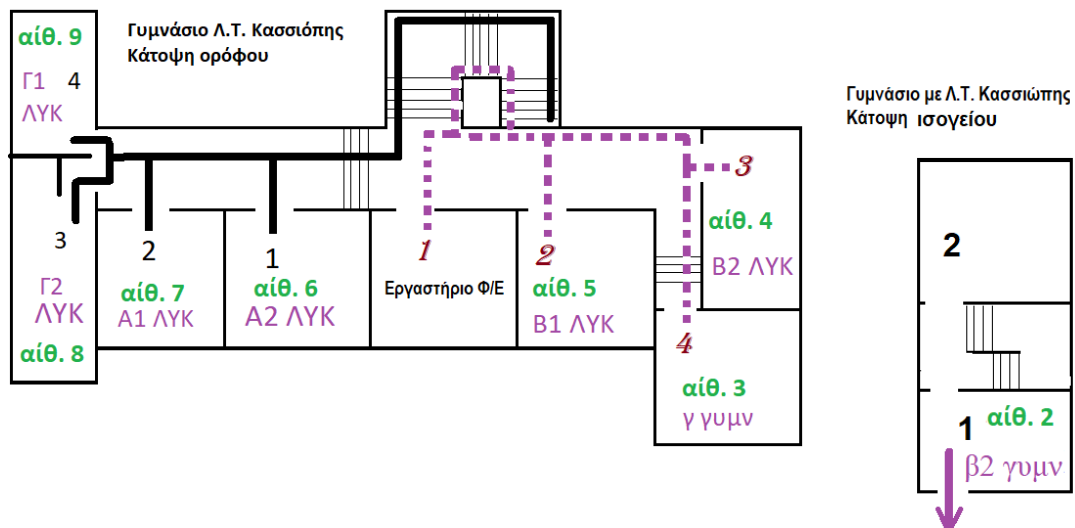 αίθ. 9
Γ1 4
ΛΥΚ
Γυμνάσιο Λ.Τ. Κασσιόπης
Κάτοψη ορόφου
3
Γ2
ΛΥΚ
αίθ. 8
2
αίθ. 7
Α1 ΛΥΚ
1
αίθ. 6
Α2 ΛΥΚ
1
Εργαστήριο Φ/Ε
2
αίθ. 5
Β1 ΛΥΚ
3
αίθ. 4
Β2 ΛΥΚ
4
αίθ. 3
γ γυμν
Γυμνάσιο με Λ.Τ. Κασσιώπης
Κάτοψη ισογείου
2
1 αίθ. 2
β2 γυμν